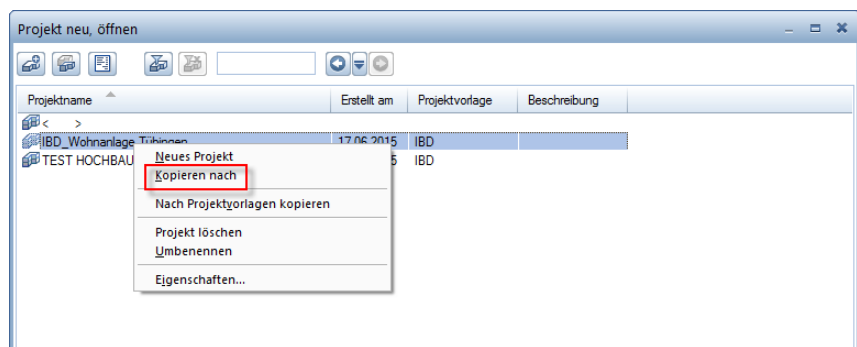 Projekt neu, öffnen
Projektname Erstellt am Projektvorlage Beschreibung
< >
IBD_Wohnanlage Tübingen 17.06.2015 IBD
TEST HOCHBAU 5 IBD
Neues Projekt
Kopieren nach
Nach Projektvorlagen kopieren
Projekt löschen
Umbenennen
Eigenschaften...